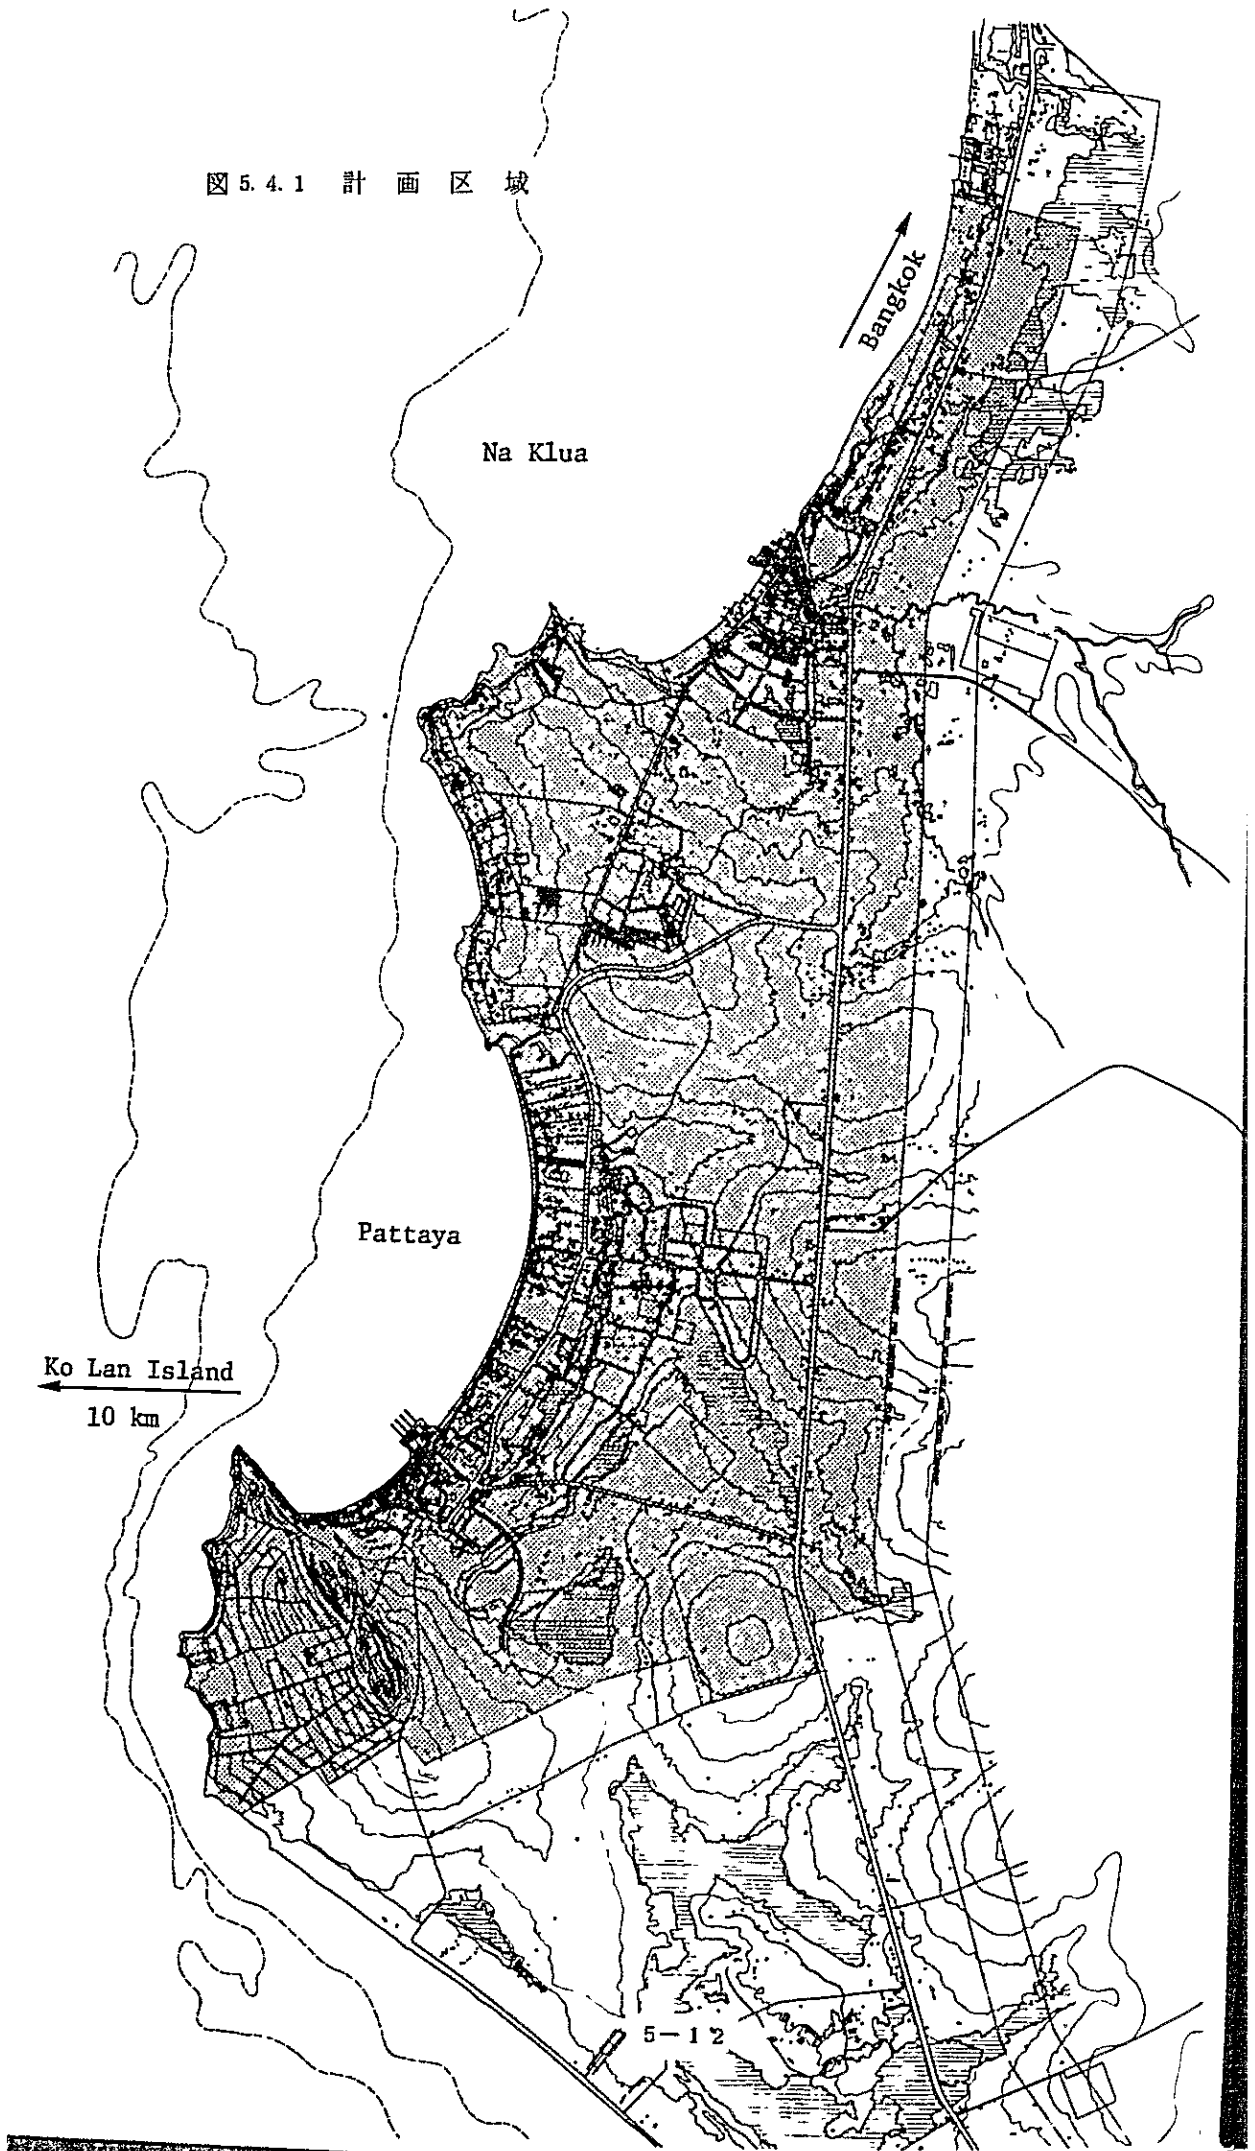 図 5.4.1 計画区域
Bangkok
Na Klua
Pattaya
Ko Lan Island
10 km
5-12